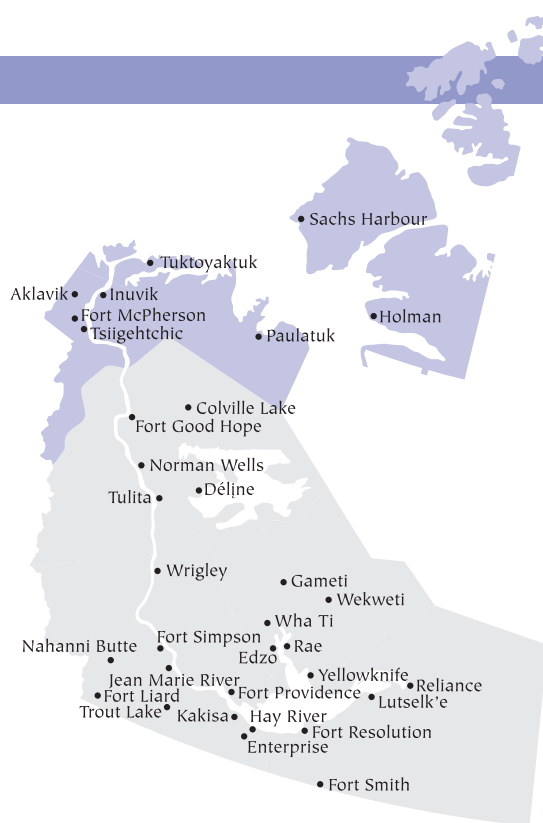 Sachs Harbour
Tuktoyaktuk
Aklavik
Inuvik
Fort McPherson
Holman
Tsiigehtchic
Paulatuk
Colville Lake
Fort Good Hope
Norman Wells
Délįne
Tulita
Wrigley
Gameti
Wekweti
Wha Ti
Fort Simpson
Nahanni Butte
Rae
Edzo
Yellowknife
Jean Marie River
Reliance
Fort Providence
Fort Liard
Lutselk’e
Trout Lake
Kakisa
Hay River
Fort Resolution
Enterprise
Fort Smith